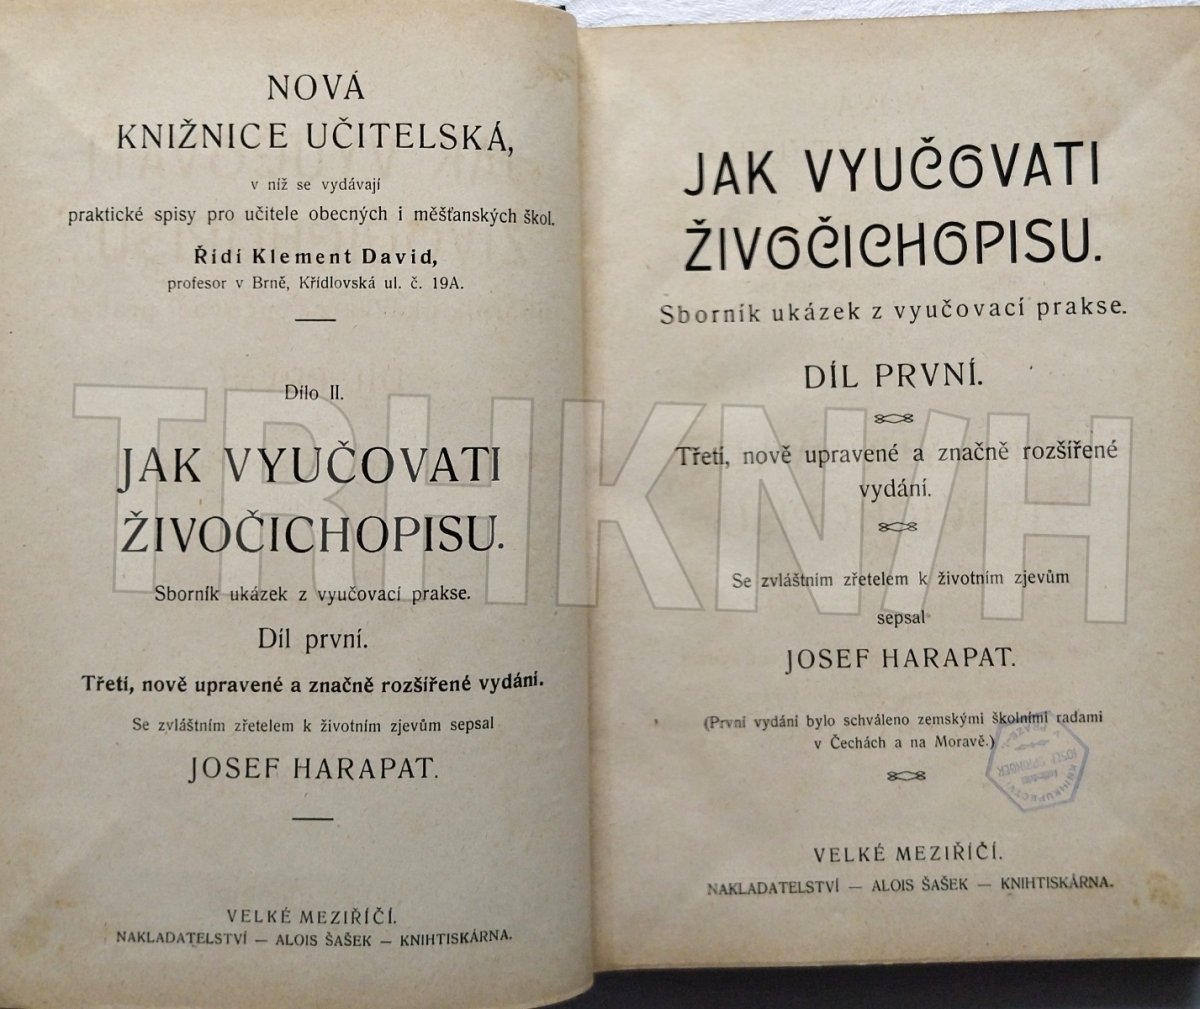 NOVÁ
KNIŽNICE UČITELSKÁ,
v níž se vydávají
praktické spisy pro učitele obecných i měšťanských škol.
Řídí Klement David,
profesor v Brně, Křídlovská ul. č. 19A.
Dílo II.
JAK VYUČOVATI
ŽIVOČICHOPISU.
Sborník ukázek z vyučovací prakse.
Díl první.
Třetí, nově upravené a značně rozšířené vydání.
Se zvláštním zřetelem k životním zjevům sepsal
JOSEF HARAPAT.
VELKÉ MEZIŘÍČÍ.
NAKLADATELSTVÍ — ALOIS ŠAŠEK — KNIHTISKÁRNA.
JAK VYUČOVATI
ŽIVOČICHOPISU.
Sborník ukázek z vyučovací prakse.
DÍL PRVNÍ.
Třetí, nově upravené a značně rozšířené
vydání.
Se zvláštním zřetelem k životním zjevům
sepsal
JOSEF HARAPAT.
(První vydání bylo schváleno zemskými školními radami
v Čechách a na Moravě.)
KNIHKUPECTVÍ
JOSEF SPRINGER
V PRAZE
VELKÉ MEZIŘÍČÍ.
NAKLADATELSTVÍ — ALOIS ŠAŠEK — KNIHTISKÁRNA.
TRHKNIH